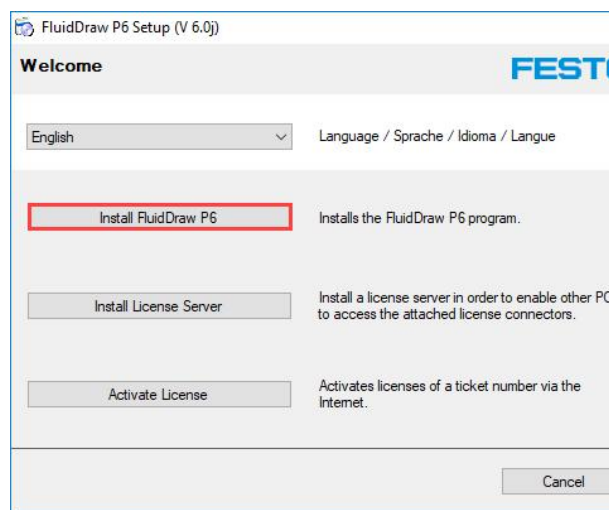 FluidDraw P6 Setup (V 6.0j)
Welcome
FESTO
English
Language / Sprache / Idioma / Langue
Install FluidDraw P6
Installs the FluidDraw P6 program.
Install License Server
Install a license server in order to enable other PC
to access the attached license connectors.
Activate License
Activates licenses of a ticket number via the
Internet.
Cancel